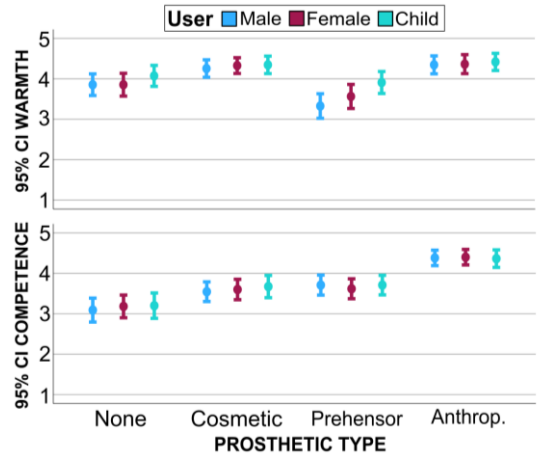 User Male Female Child
95% CI WARMTH
5
4
3
2
1
95% CI COMPETENCE
5
4
3
2
1
None Cosmetic Prehensor Anthrop.
PROSTHETIC TYPE